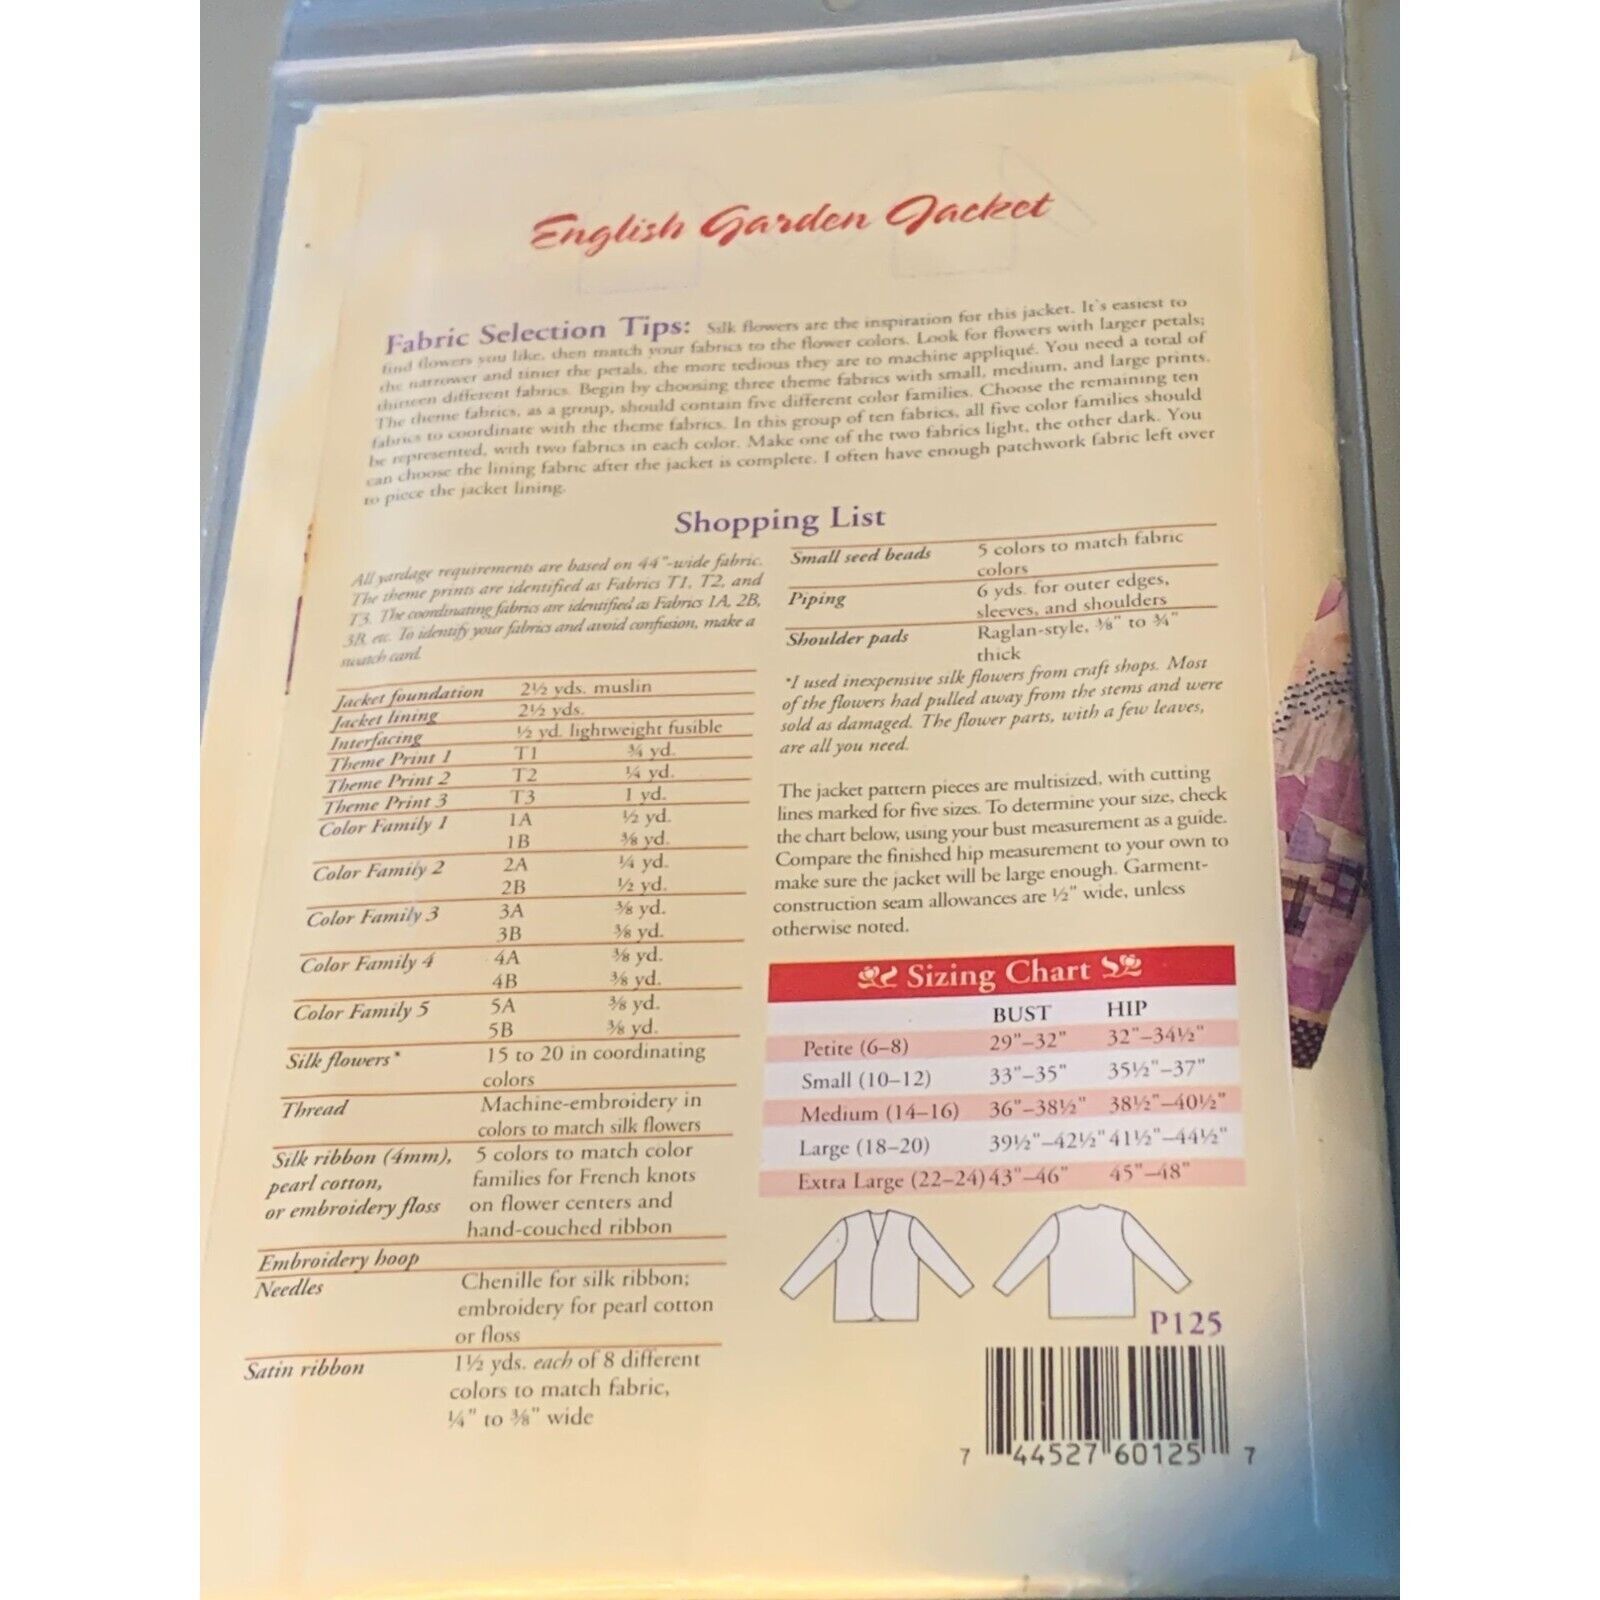 English Garden Jacket
Fabric Selection Tips: Silk flowers are the inspiration for this jacket. It's easiest to
find flowers you like, then match your fabrics to the flower colors. Look for flowers with larger petals;
the narrower and tinier the petals, the more tedious they are to machine appliqué. You need a total of
thirteen different fabrics. Begin by choosing three theme fabrics with small, medium, and large prints.
The theme fabrics, as a group, should contain five different color families. Choose the remaining ten
fabrics to coordinate with the theme fabrics. In this group of ten fabrics, all five color families should
be represented, with two fabrics in each color. Make one of the two fabrics light, the other dark. You
can choose the lining fabric after the jacket is complete. I often have enough patchwork fabric left over
to piece the jacket lining.
Shopping List
All yardage requirements are based on 44"-wide fabric.
The theme prints are identified as Fabrics T1, T2, and
T3. The coordinating fabrics are identified as Fabrics 1A, 2B,
3B, etc. To identify your fabrics and avoid confusion, make a
swatch card.
Jacket foundation 2½ yds. muslin
Jacket lining 2½ yds.
Interfacing ½ yd. lightweight fusible
Theme Print 1 T1 ¾ yd.
Theme Print 2 T2 ¼ yd.
Theme Print 3 T3 1 yd.
Color Family 1 1A ½ yd.
1B ⅜ yd.
Color Family 2 2A ¼ yd.
2B ½ yd.
Color Family 3 3A ⅜ yd.
3B ⅜ yd.
Color Family 4 4A ⅜ yd.
4B ⅜ yd.
Color Family 5 5A ⅜ yd.
5B ⅜ yd.
Silk flowers* 15 to 20 in coordinating
colors
Thread Machine-embroidery in
colors to match silk flowers
Silk ribbon (4mm), 5 colors to match color
pearl cotton, families for French knots
or embroidery floss on flower centers and
hand-couched ribbon
Embroidery hoop
Needles Chenille for silk ribbon;
embroidery for pearl cotton
or floss
Satin ribbon 1½ yds. each of 8 different
colors to match fabric,
¼" to ⅜" wide
Small seed beads 5 colors to match fabric
colors
Piping 6 yds. for outer edges,
sleeves, and shoulders
Shoulder pads Raglan-style, ⅜" to ¾"
thick
*I used inexpensive silk flowers from craft shops. Most
of the flowers had pulled away from the stems and were
sold as damaged. The flower parts, with a few leaves,
are all you need.
The jacket pattern pieces are multisized, with cutting
lines marked for five sizes. To determine your size, check
the chart below, using your bust measurement as a guide.
Compare the finished hip measurement to your own to
make sure the jacket will be large enough. Garment-
construction seam allowances are ½" wide, unless
otherwise noted.
Sizing Chart
BUST HIP
Petite (6–8) 29"–32" 32"–34½"
Small (10–12) 33"–35" 35½"–37"
Medium (14–16) 36"–38½" 38½"–40½"
Large (18–20) 39½"–42½" 41½"–44½"
Extra Large (22–24) 43"–46" 45"–48"
P125
7 44527 60125 7